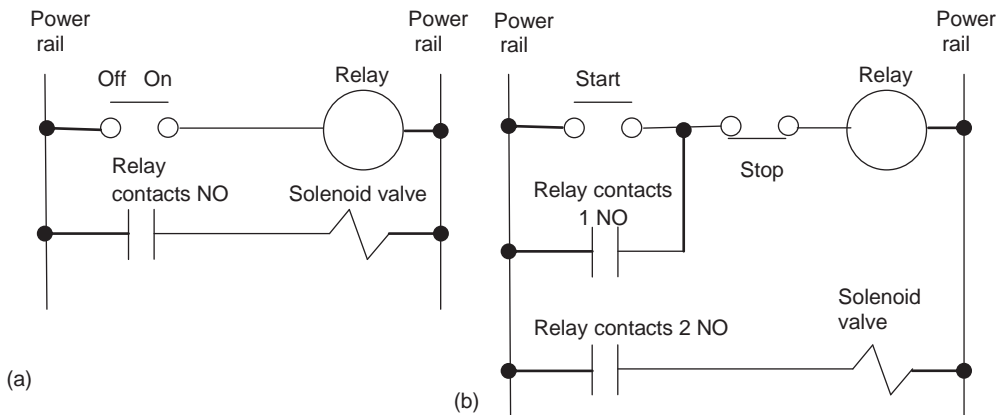 Power
rail
Power
rail
Off On
Relay
Relay
contacts NO
Solenoid valve
(a)
Power
rail
Power
rail
Start
Relay
Stop
Relay contacts
1 NO
Solenoid
valve
Relay contacts 2 NO
(b)